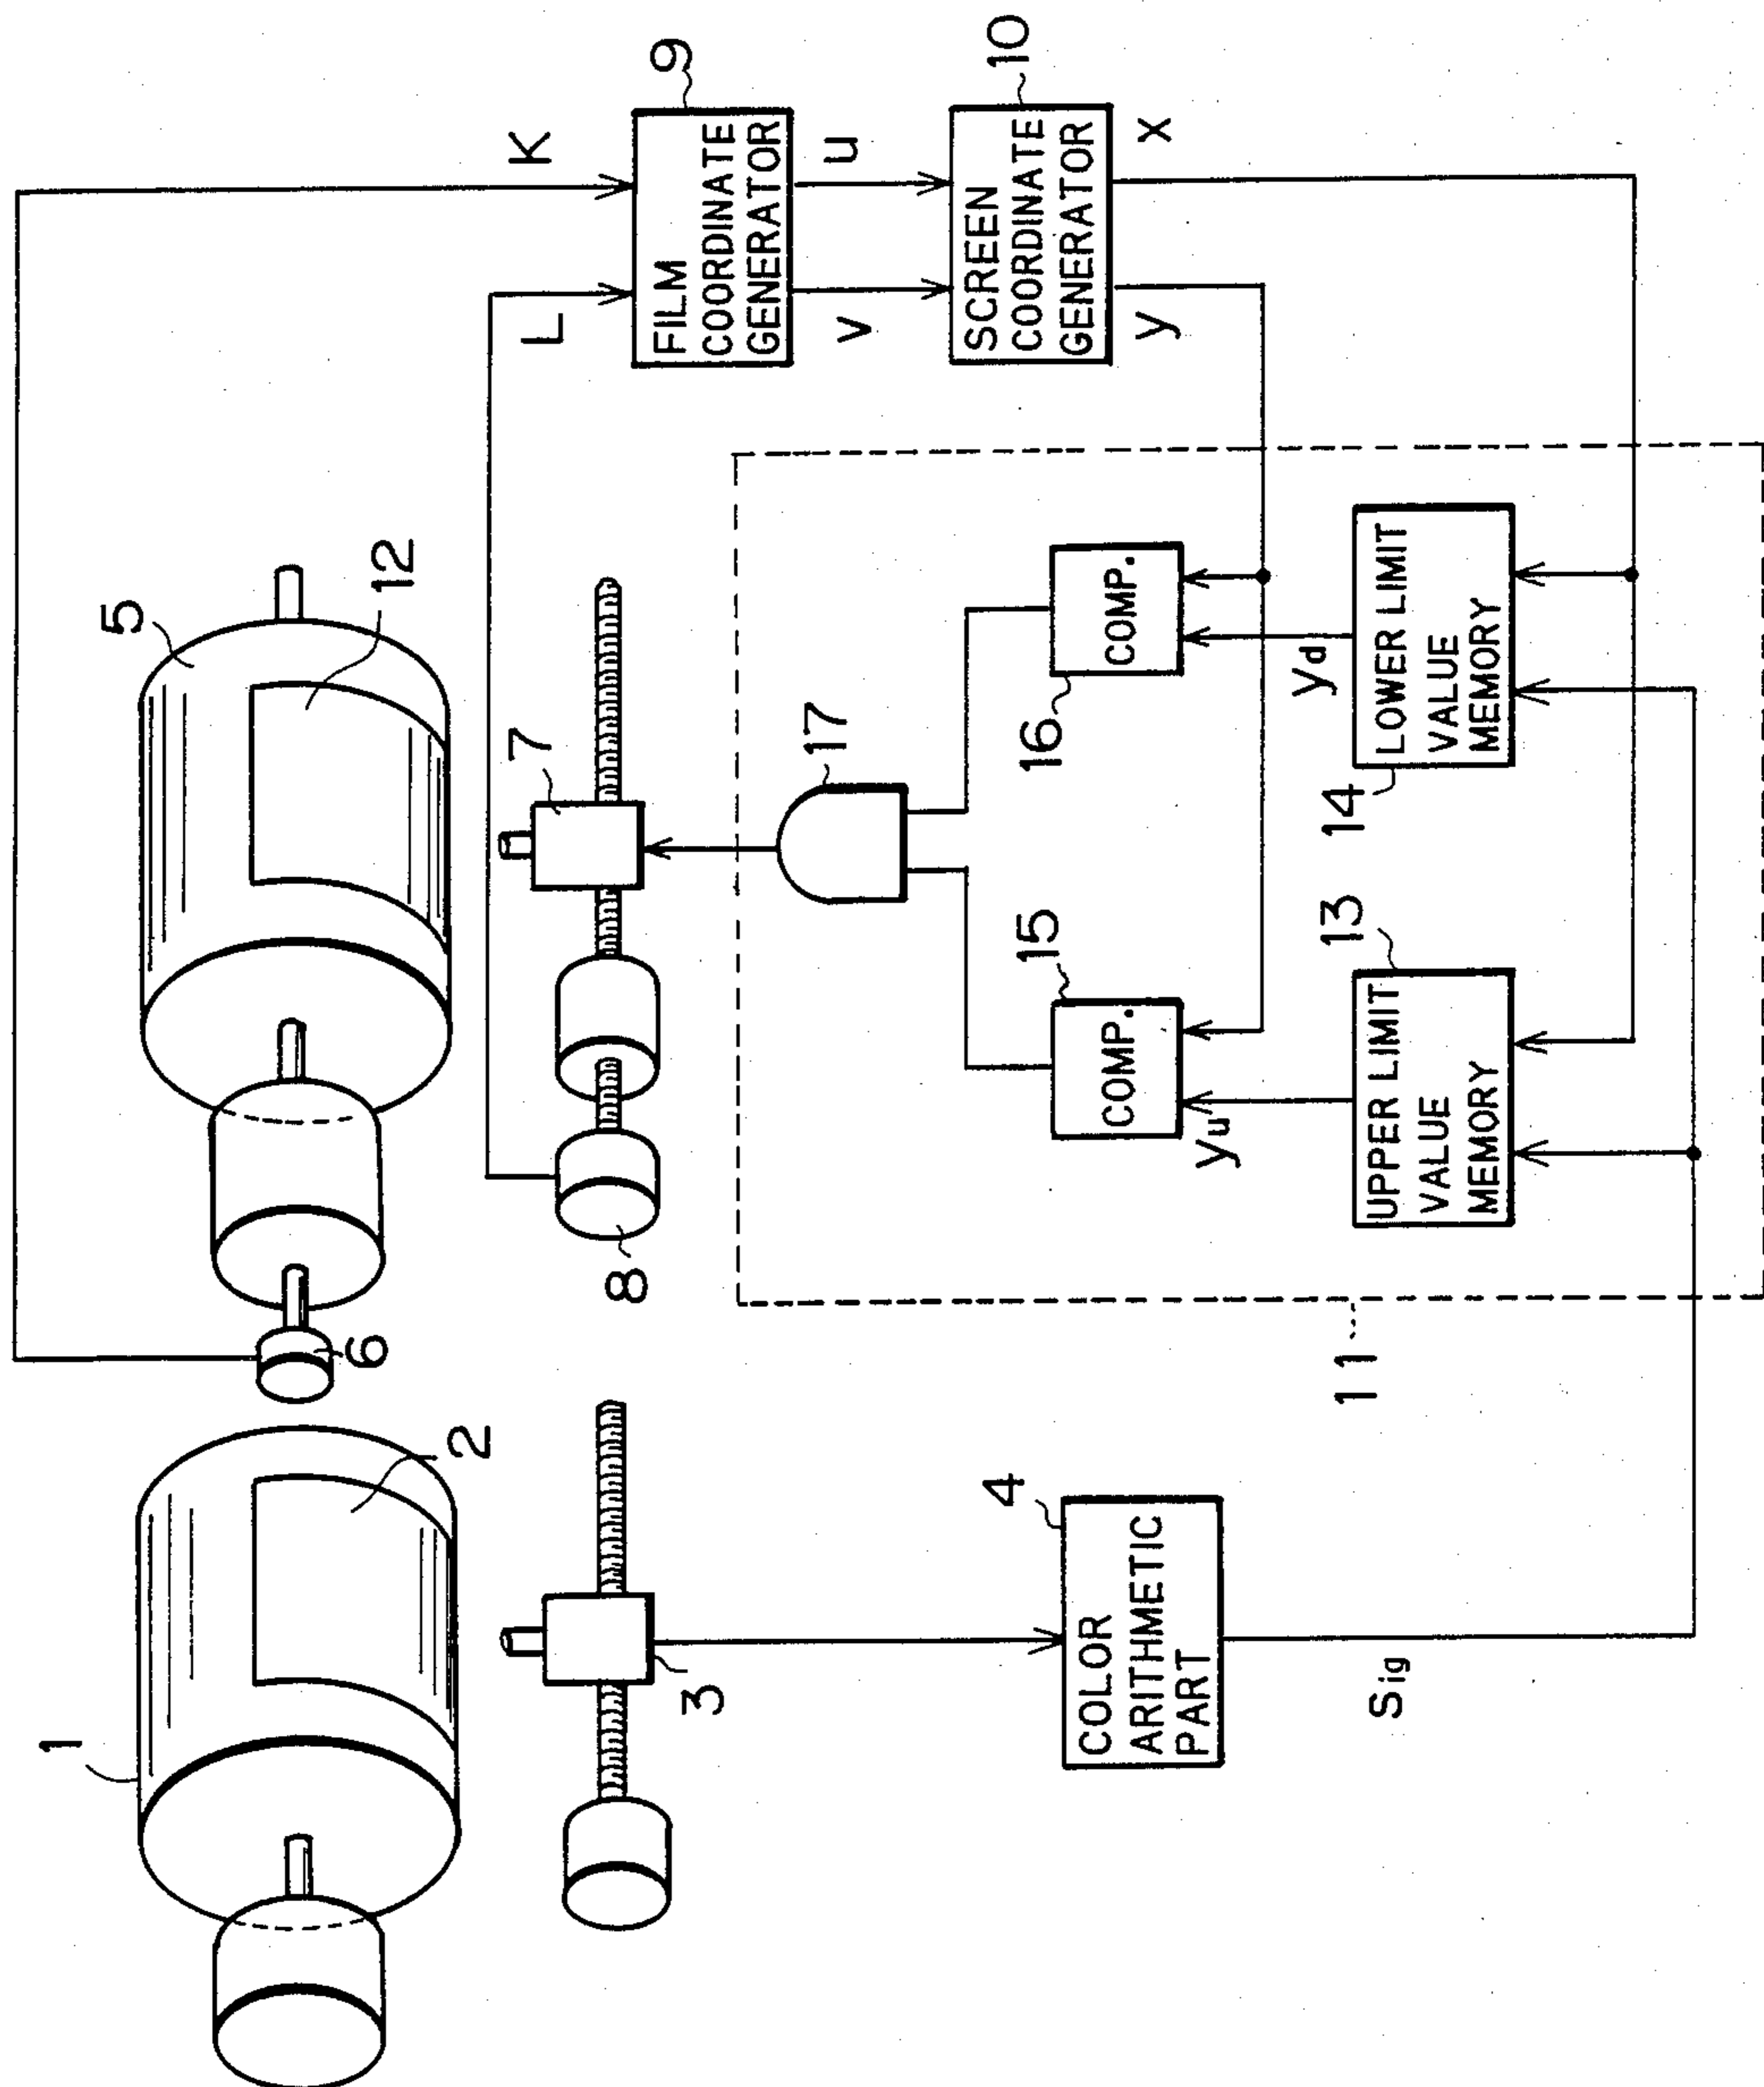 1
2
3
4
COLOR
ARITHMETIC
PART
Sig
5
12
6
7
8
L
K
9
FILM
COORDINATE
GENERATOR
v
u
10
SCREEN
COORDINATE
GENERATOR
y
x
11
17
15
COMP.
16
COMP.
yu
yd
13
UPPER LIMIT
VALUE
MEMORY
14
LOWER LIMIT
VALUE
MEMORY